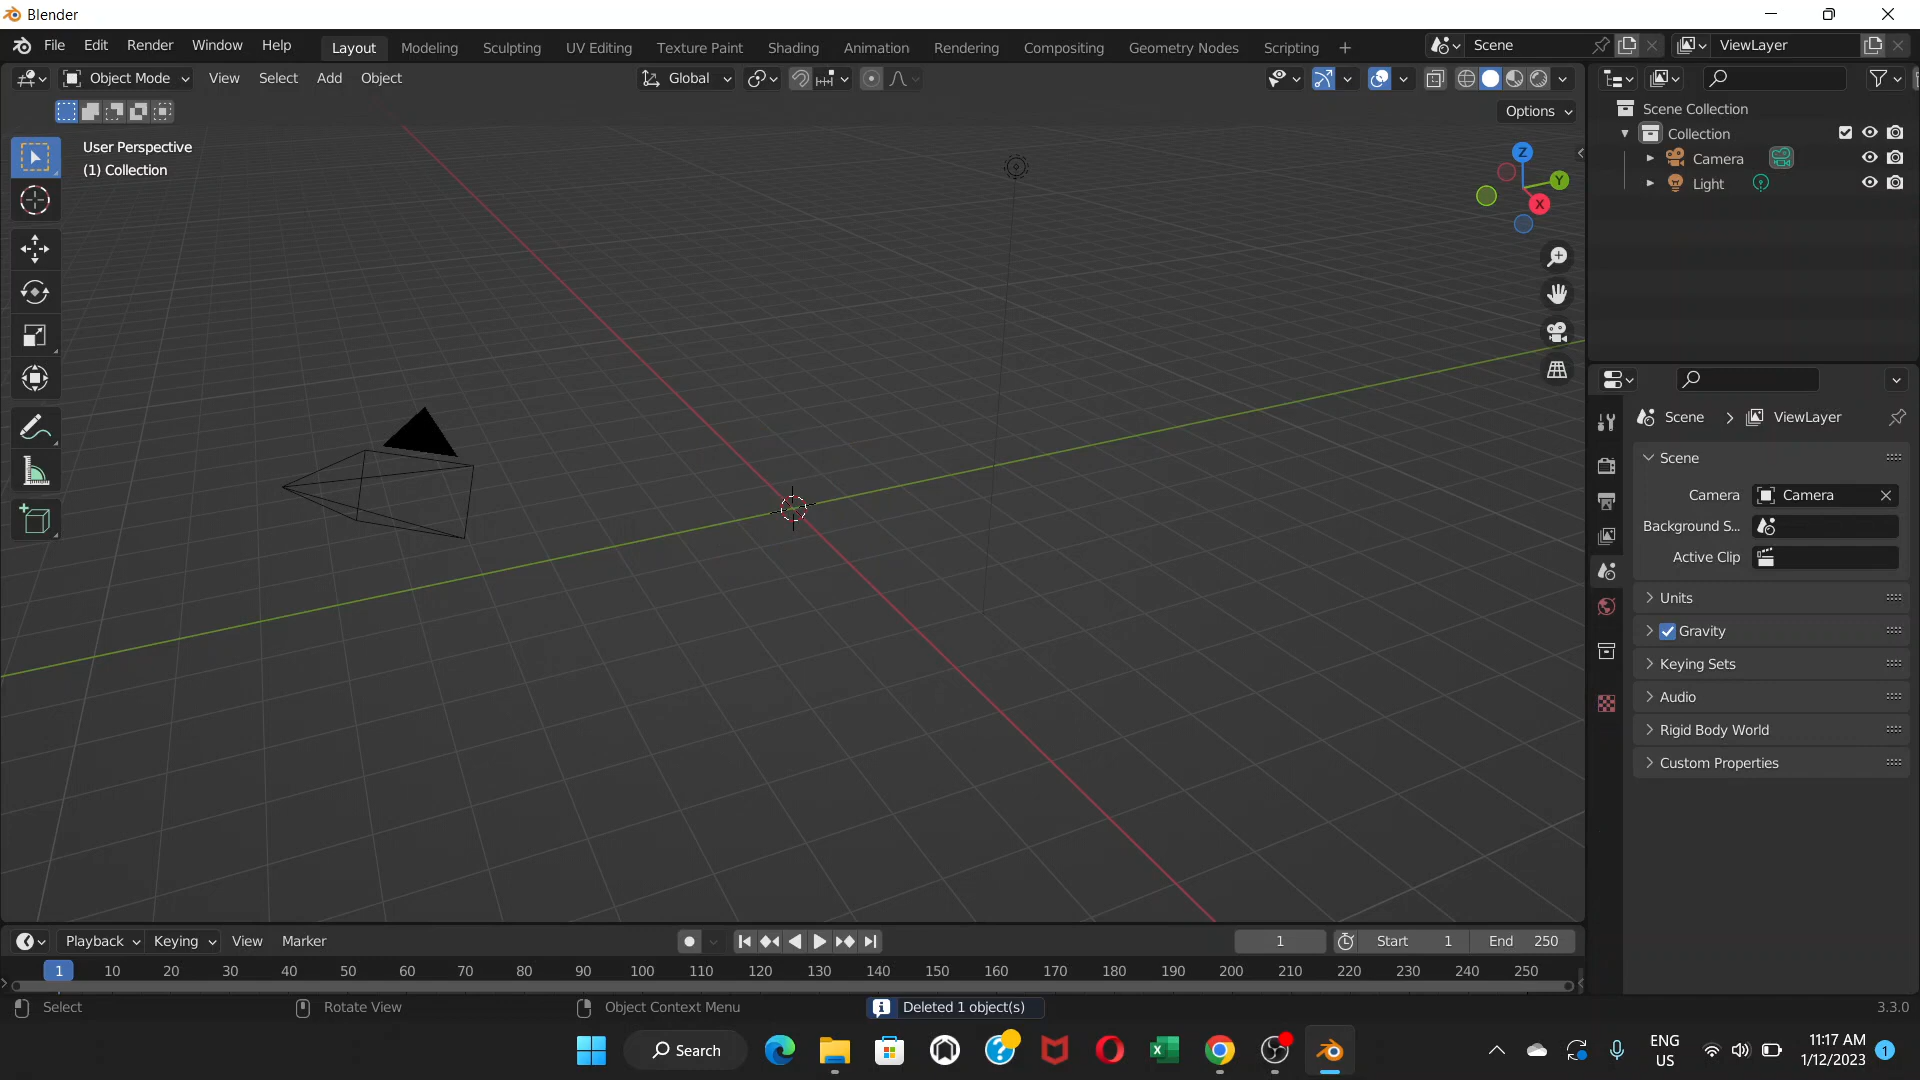 Blender
File Edit Render Window Help Layout Modeling Sculpting UV Editing Texture Paint Shading Animation Rendering Compositing Geometry Nodes Scripting + Scene ViewLayer
Object Mode View Select Add Object Global
Options
User Perspective
(1) Collection
Z
Y
X
Scene Collection
Collection
Camera
Light
Scene > ViewLayer
Scene
Camera Camera
Background S...
Active Clip
Units
Gravity
Keying Sets
Audio
Rigid Body World
Custom Properties
Playback Keying View Marker 1 Start 1 End 250
1 10 20 30 40 50 60 70 80 90 100 110 120 130 140 150 160 170 180 190 200 210 220 230 240 250
Select Rotate View Object Context Menu Deleted 1 object(s) 3.3.0
Search
ENG
US
11:17 AM
1/12/2023
1